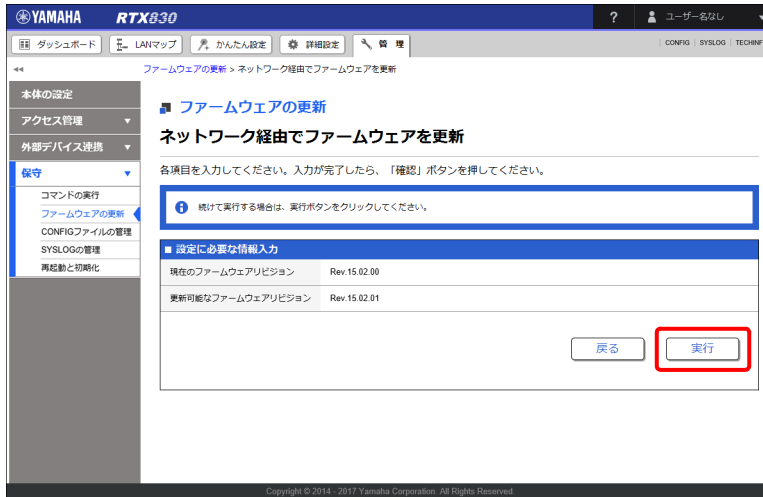 YAMAHA RTX830 ? ユーザー名なし
ダッシュボード LANマップ かんたん設定 詳細設定 管 理 CONFIG | SYSLOG | TECHINF
ファームウェアの更新 > ネットワーク経由でファームウェアを更新
本体の設定
アクセス管理
外部デバイス連携
保守
コマンドの実行
ファームウェアの更新
CONFIGファイルの管理
SYSLOGの管理
再起動と初期化
ファームウェアの更新
ネットワーク経由でファームウェアを更新
各項目を入力してください。入力が完了したら、「確認」ボタンを押してください。
続けて実行する場合は、実行ボタンをクリックしてください。
■ 設定に必要な情報入力
現在のファームウェアリビジョン Rev.15.02.00
更新可能なファームウェアリビジョン Rev.15.02.01
戻る 実行
Copyright © 2014 - 2017 Yamaha Corporation. All Rights Reserved.